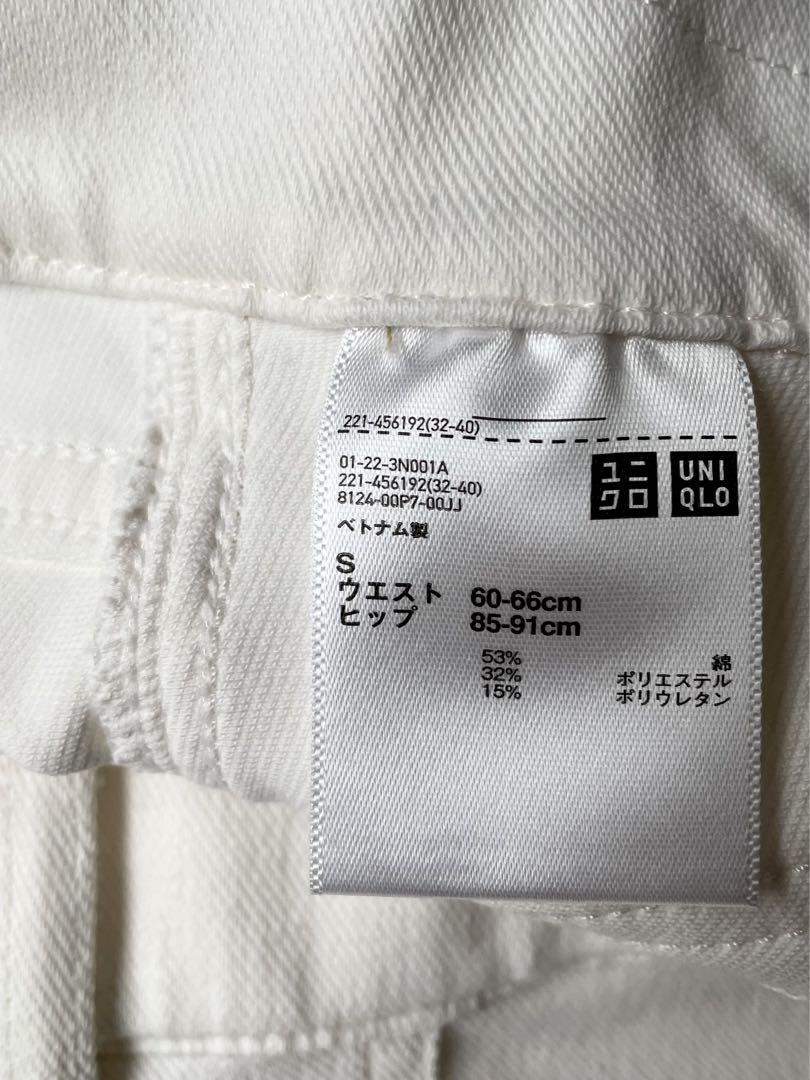 221-456192(32-40)
01-22-3N001A
221-456192(32-40)
8124-00P7-00JJ
ベトナム製
ユニ
クロ
UNI
QLO
S
ウエスト 60-66cm
ヒップ 85-91cm
53% 綿
32% ポリエステル
15% ポリウレタン